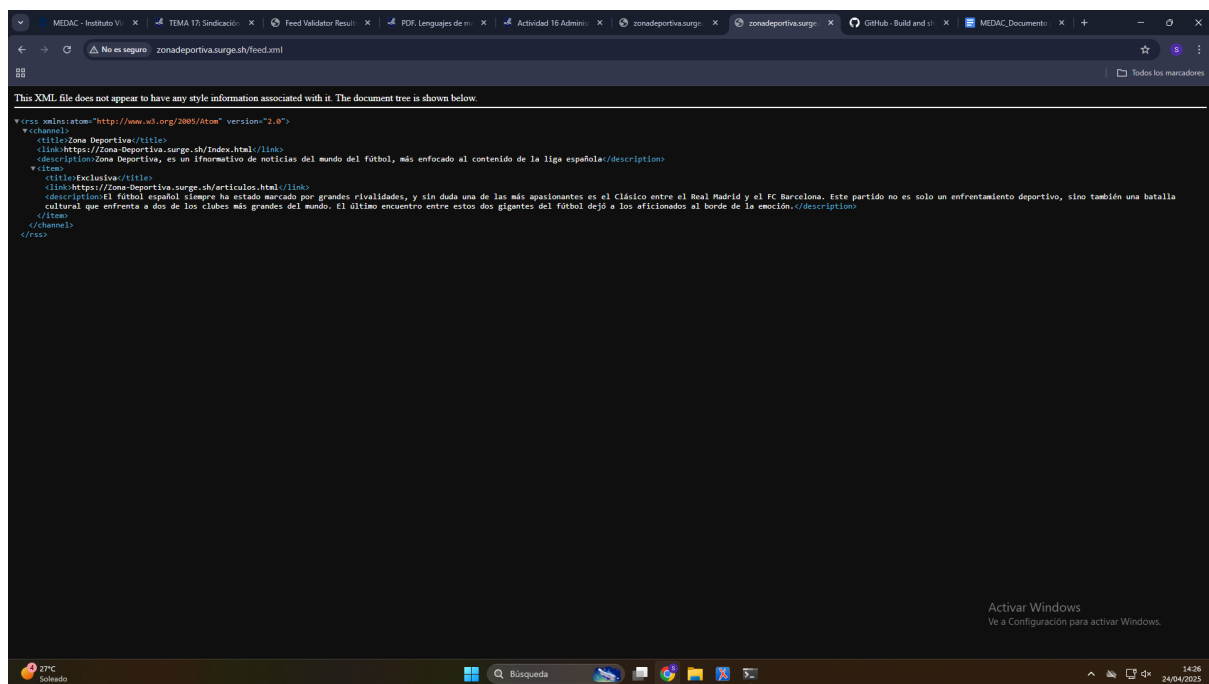 MEDAC - Instituto Vir
TEMA 17: Sindicación
Feed Validator Result
PDF. Lenguajes de m
Actividad 16 Adminis
zonadeportiva.surge.
zonadeportiva.surge.
GitHub - Build and sh
MEDAC_Documento
No es seguro
zonadeportiva.surge.sh/feed.xml
S
Todos los marcadores
This XML file does not appear to have any style information associated with it. The document tree is shown below.
▼<rss xmlns:atom="http://www.w3.org/2005/Atom" version="2.0">
▼<channel>
<title>Zona Deportiva</title>
<link>https://Zona-Deportiva.surge.sh/Index.html</link>
<description>Zona Deportiva, es un ifnormativo de noticias del mundo del fútbol, más enfocado al contenido de la liga española</description>
▼<item>
<title>Exclusiva</title>
<link>https://Zona-Deportiva.surge.sh/articulos.html</link>
<description>El fútbol español siempre ha estado marcado por grandes rivalidades, y sin duda una de las más apasionantes es el Clásico entre el Real Madrid y el FC Barcelona. Este partido no es solo un enfrentamiento deportivo, sino también una batalla
cultural que enfrenta a dos de los clubes más grandes del mundo. El último encuentro entre estos dos gigantes del fútbol dejó a los aficionados al borde de la emoción.</description>
</item>
</channel>
</rss>
Activar Windows
Ve a Configuración para activar Windows.
4
27°C
Soleado
Búsqueda
S
14:26
24/04/2025